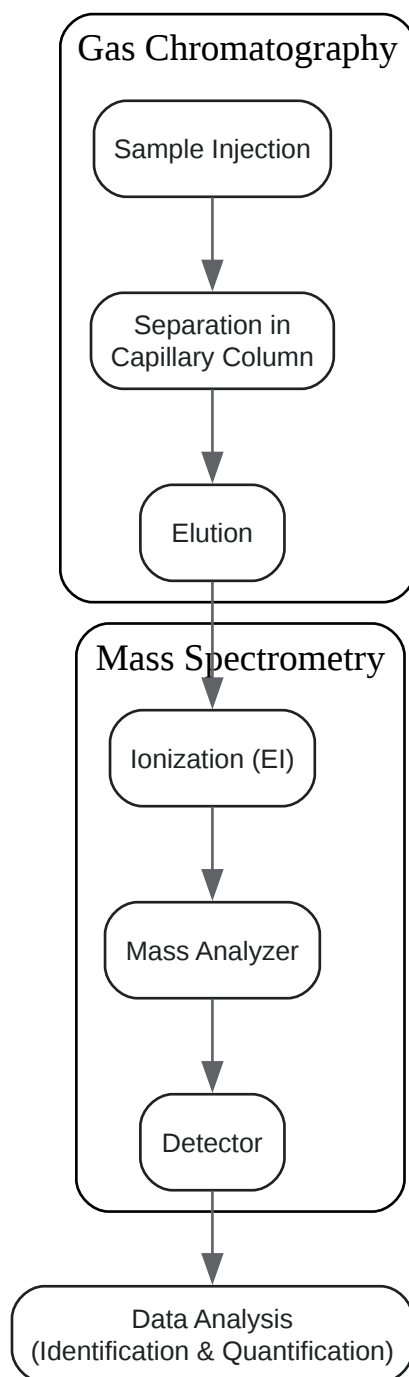 Gas Chromatography
Sample Injection
Separation in
Capillary Column
Elution
Mass Spectrometry
Ionization (EI)
Mass Analyzer
Detector
Data Analysis
(Identification & Quantification)